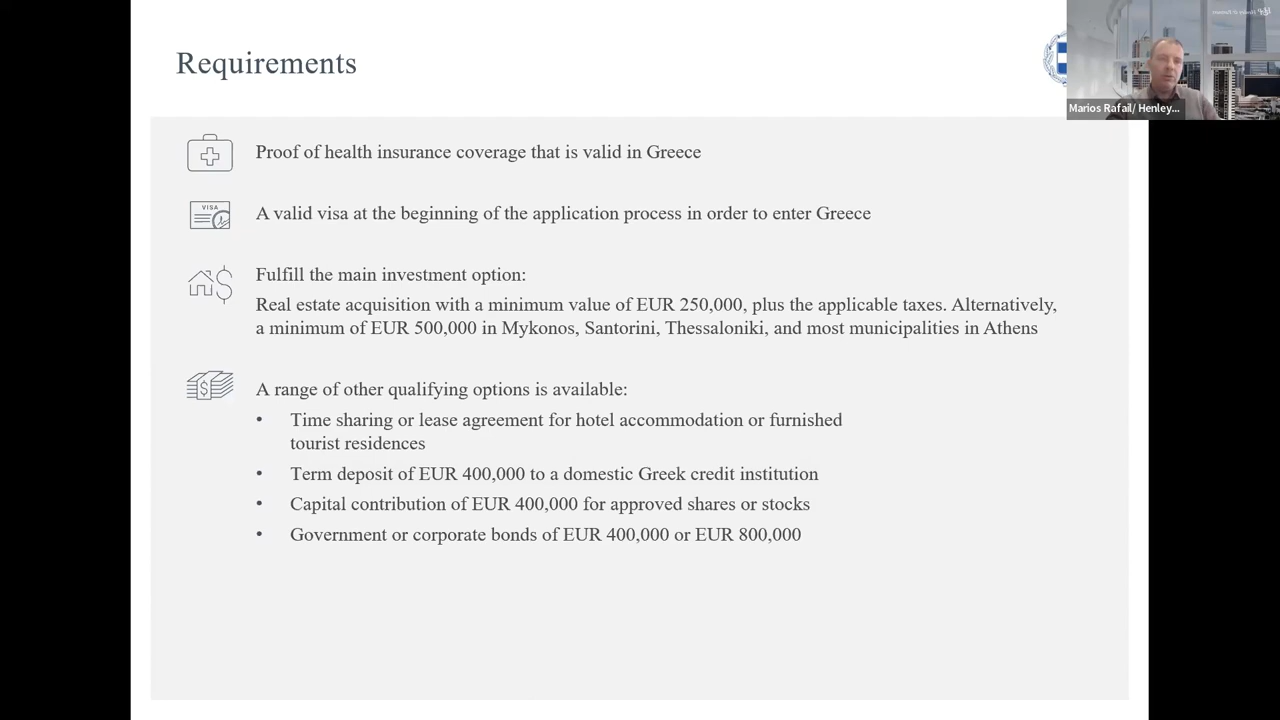 Requirements
Marios Rafail/ Henley...
Proof of health insurance coverage that is valid in Greece
VISA
A valid visa at the beginning of the application process in order to enter Greece
Fulfill the main investment option:
Real estate acquisition with a minimum value of EUR 250,000, plus the applicable taxes. Alternatively,
a minimum of EUR 500,000 in Mykonos, Santorini, Thessaloniki, and most municipalities in Athens
$
A range of other qualifying options is available:
• Time sharing or lease agreement for hotel accommodation or furnished
tourist residences
• Term deposit of EUR 400,000 to a domestic Greek credit institution
• Capital contribution of EUR 400,000 for approved shares or stocks
• Government or corporate bonds of EUR 400,000 or EUR 800,000